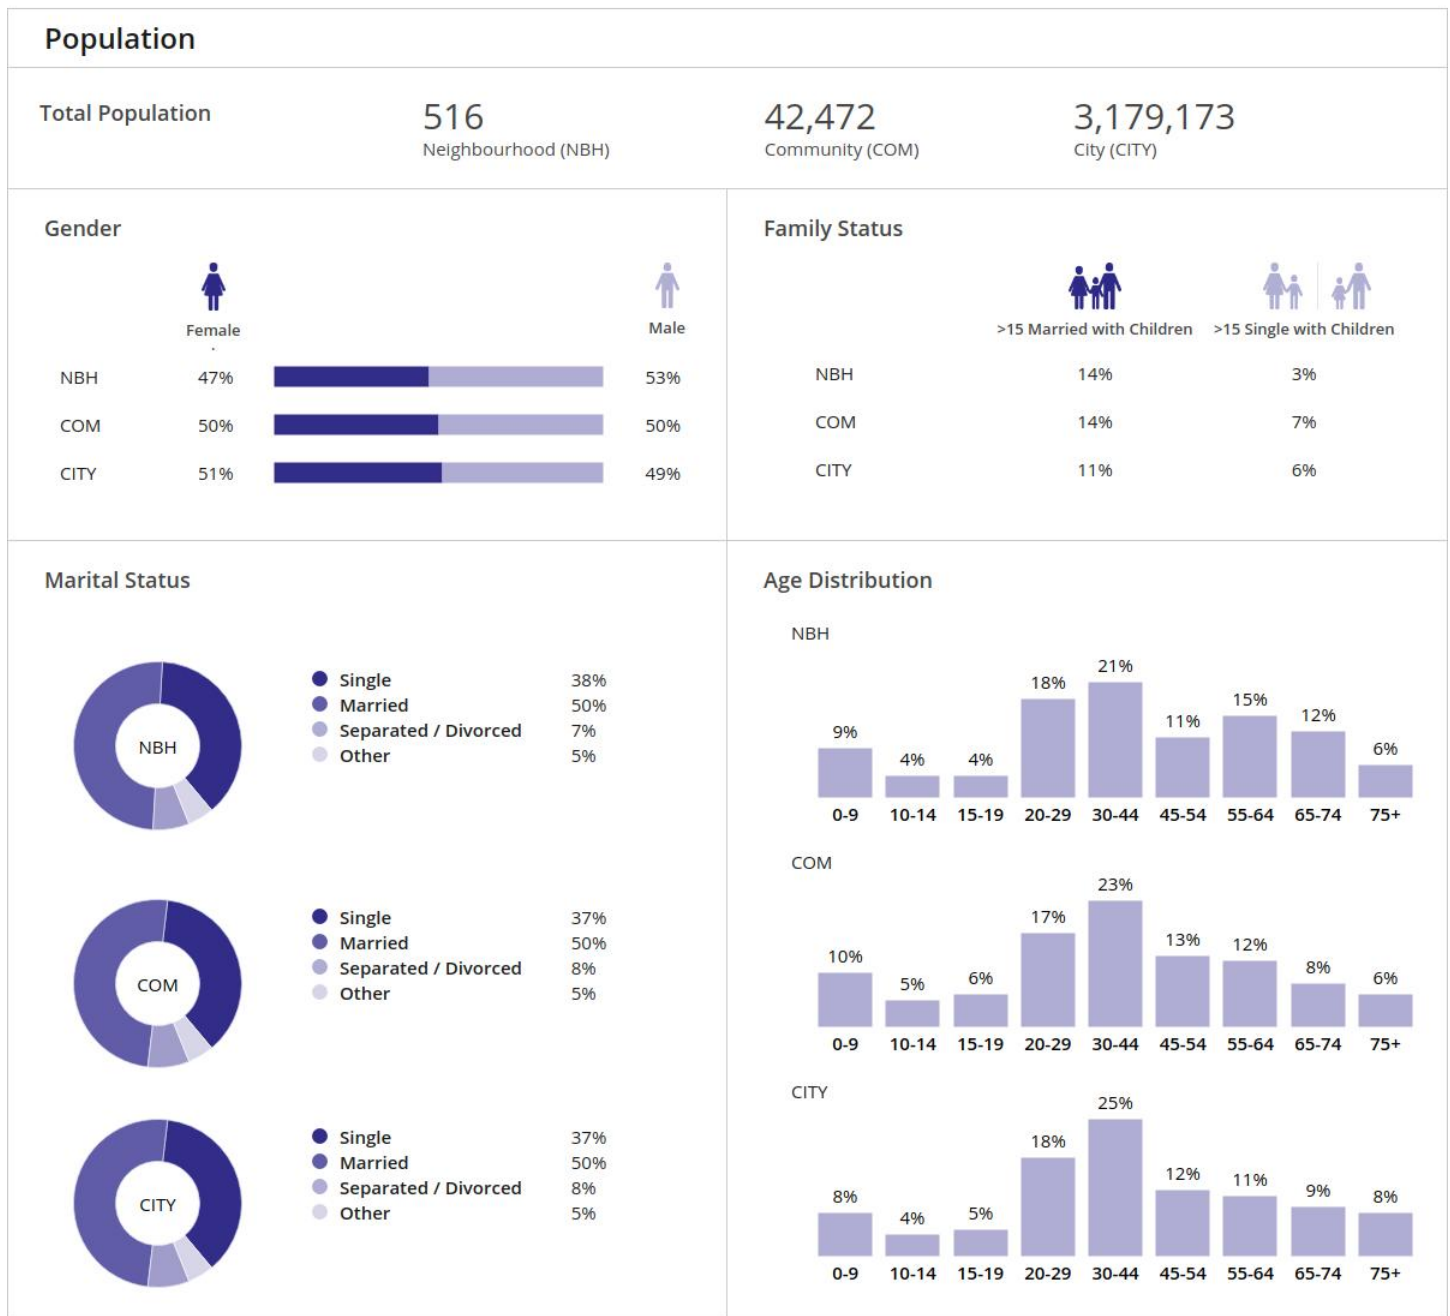 Population
Total Population
516
42,472
3,179,173
Neighbourhood (NBH)
Community (COM)
City (CITY)
Gender
Female
Male
NBH 47% 53%
COM 50% 50%
CITY 51% 49%
Family Status
>15 Married with Children
>15 Single with Children
NBH 14% 3%
COM 14% 7%
CITY 11% 6%
Marital Status
NBH
Single 38%
Married 50%
Separated / Divorced 7%
Other 5%
COM
Single 37%
Married 50%
Separated / Divorced 8%
Other 5%
CITY
Single 37%
Married 50%
Separated / Divorced 8%
Other 5%
Age Distribution
NBH
9% 4% 4% 18% 21% 11% 15% 12% 6%
0-9 10-14 15-19 20-29 30-44 45-54 55-64 65-74 75+
COM
10% 5% 6% 17% 23% 13% 12% 8% 6%
0-9 10-14 15-19 20-29 30-44 45-54 55-64 65-74 75+
CITY
8% 4% 5% 18% 25% 12% 11% 9% 8%
0-9 10-14 15-19 20-29 30-44 45-54 55-64 65-74 75+